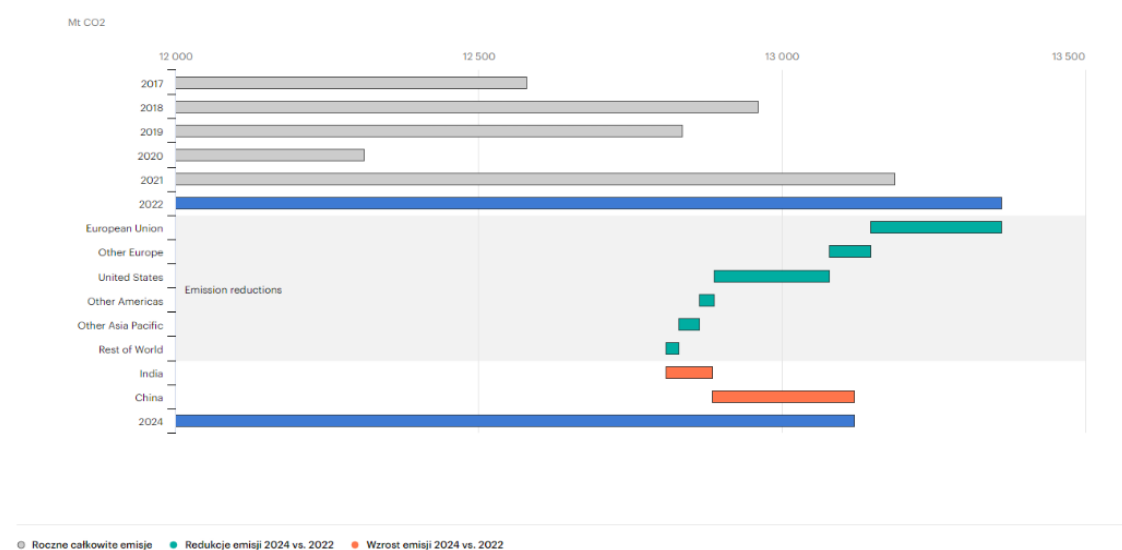 Mt CO2
12 000 12 500 13 000 13 500
2017
2018
2019
2020
2021
2022
European Union
Other Europe
United States
Emission reductions
Other Americas
Other Asia Pacific
Rest of World
India
China
2024
Roczne całkowite emisje Redukcje emisji 2024 vs. 2022 Wzrost emisji 2024 vs. 2022